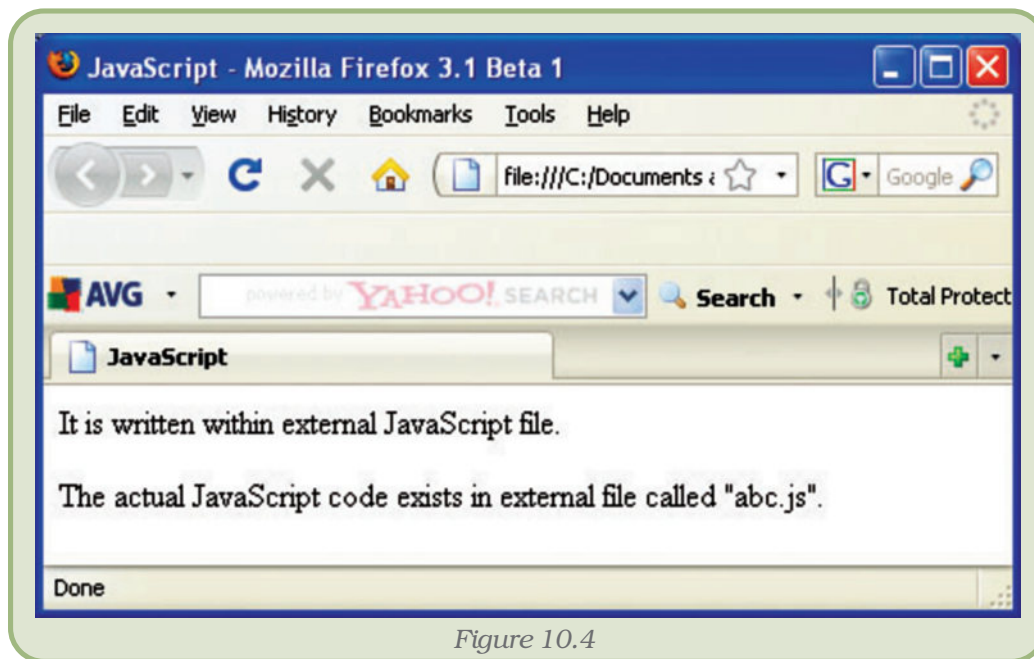 JavaScript - Mozilla Firefox 3.1 Beta 1
File Edit View History Bookmarks Tools Help
file:///C:/Documents a G Google
AVG powered by YAHOO! SEARCH Search Total Protect
JavaScript
It is written within external JavaScript file.
The actual JavaScript code exists in external file called "abc.js".
Done
Figure 10.4